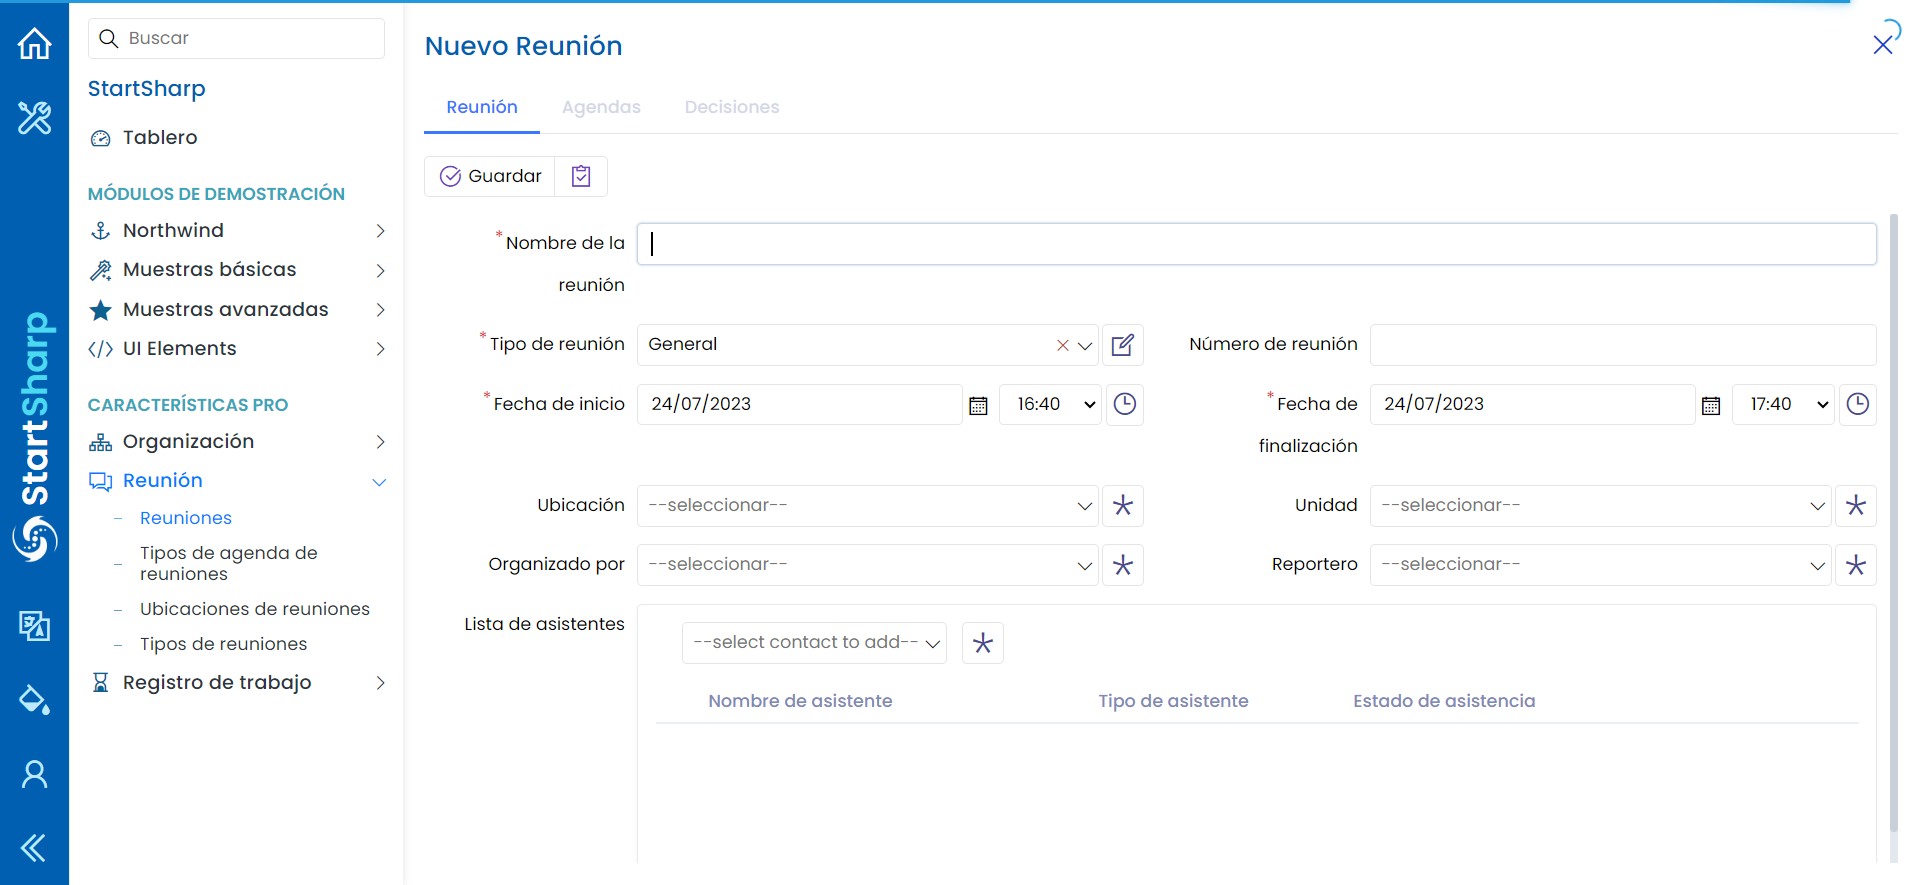 StartSharp
Buscar
StartSharp
Tablero
MÓDULOS DE DEMOSTRACIÓN
Northwind
Muestras básicas
Muestras avanzadas
UI Elements
CARACTERÍSTICAS PRO
Organización
Reunión
Reuniones
Tipos de agenda de
reuniones
Ubicaciones de reuniones
Tipos de reuniones
Registro de trabajo
Nuevo Reunión
Reunión Agendas Decisiones
Guardar
*Nombre de la
reunión
*Tipo de reunión General Número de reunión
*Fecha de inicio 24/07/2023 16:40 *Fecha de
finalización 24/07/2023 17:40
Ubicación --seleccionar-- Unidad --seleccionar--
Organizado por --seleccionar-- Reportero --seleccionar--
Lista de asistentes --select contact to add--
Nombre de asistente Tipo de asistente Estado de asistencia